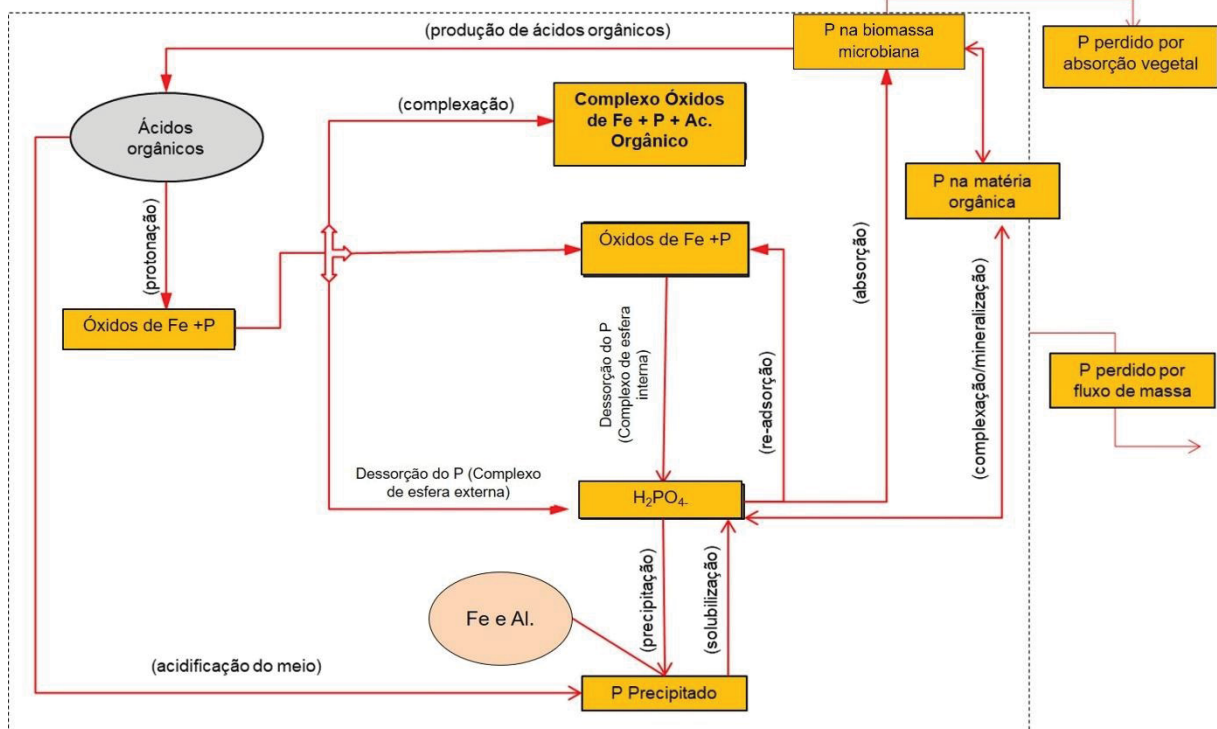 (produção de ácidos orgânicos)
P na biomassa
microbiana
P perdido por
absorção vegetal
(complexação)
Complexo Óxidos
de Fe + P + Ac.
Orgânico
Ácidos
orgânicos
P na matéria
orgânica
(protonação)
Óxidos de Fe +P
Óxidos de Fe +P
(absorção)
Dessorção do P
(Complexo de esfera
interna)
(re-adsorção)
(complexação/mineralização)
P perdido por
fluxo de massa
Dessorção do P (Complexo
de esfera externa)
H₂PO₄-
(precipitação)
(solubilização)
Fe e Al.
(acidificação do meio)
P Precipitado